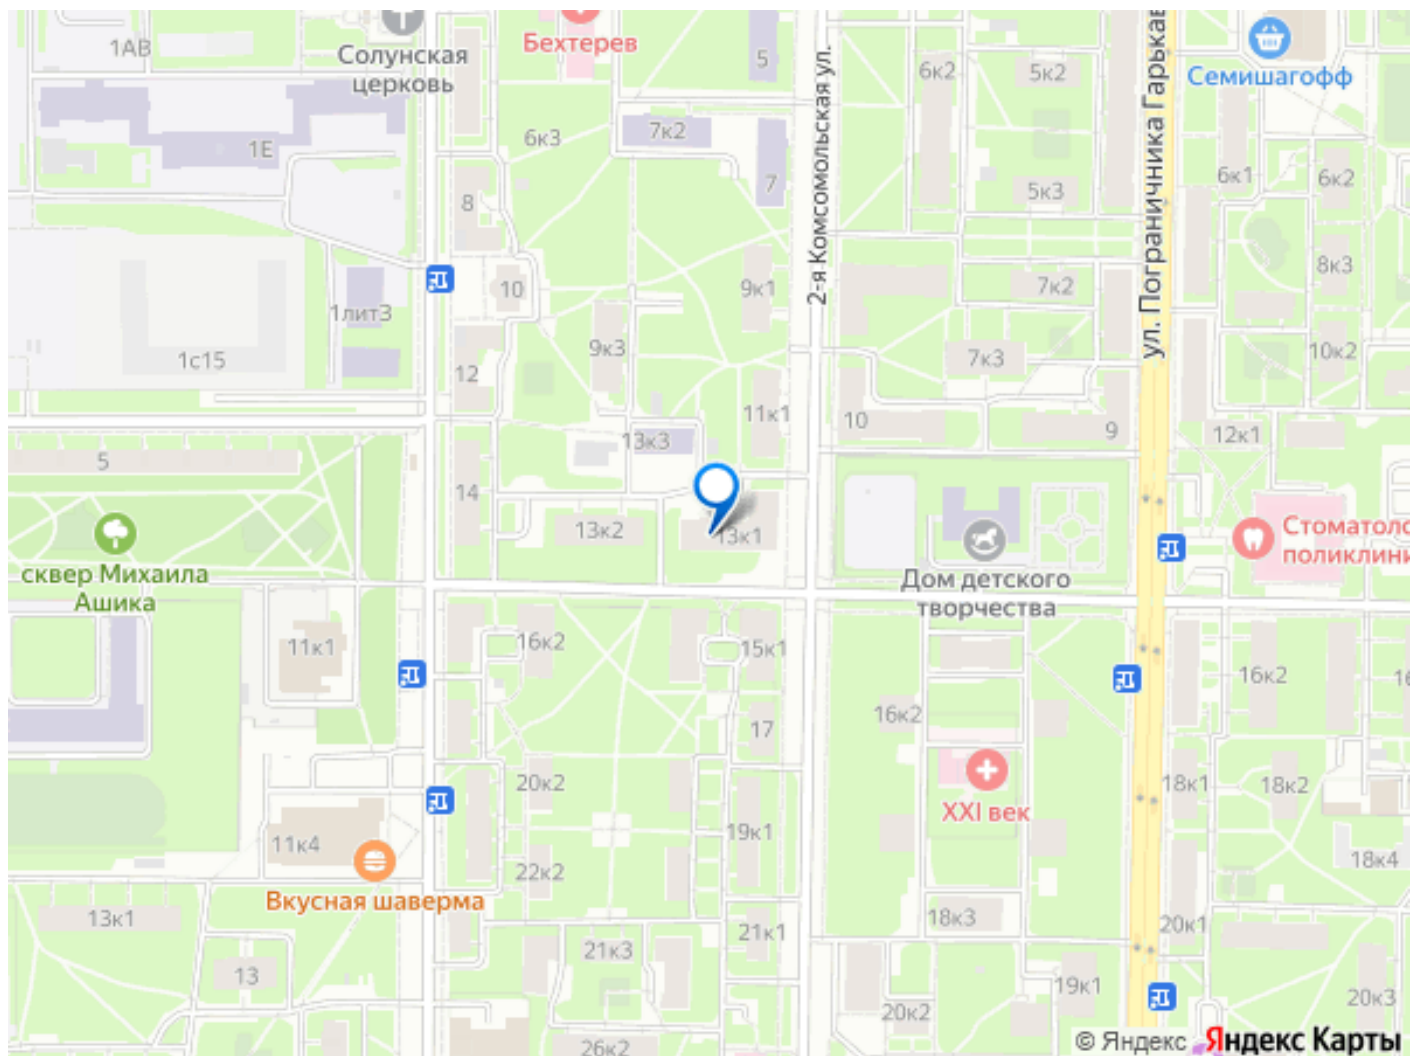 1АВ
Солунская
церковь
Бехтерев
5
6к2
5к2
Семишагофф
1Е
6к3
7к2
7
5к3
6к1
6к2
8
2-я Комсомольская ул.
ул. Пограничника Гарькав
10
9к1
7к2
8к3
1лит3
1с15
9к3
12
7к3
10к2
11к1
10
9
12к1
13к3
5
14
13к2
13к1
Стоматоло
поликлини
сквер Михаила
Ашика
Дом детского
творчества
11к1
16к2
15к1
16к2
16
17
16к2
20к2
18к1
18к2
XXI век
11к4
19к1
18к4
22к2
Вкусная шаверма
13к1
18к3
20к1
21к1
21к3
13
19к1
20к3
20к2
26к2
© Яндекс Яндекс Карты